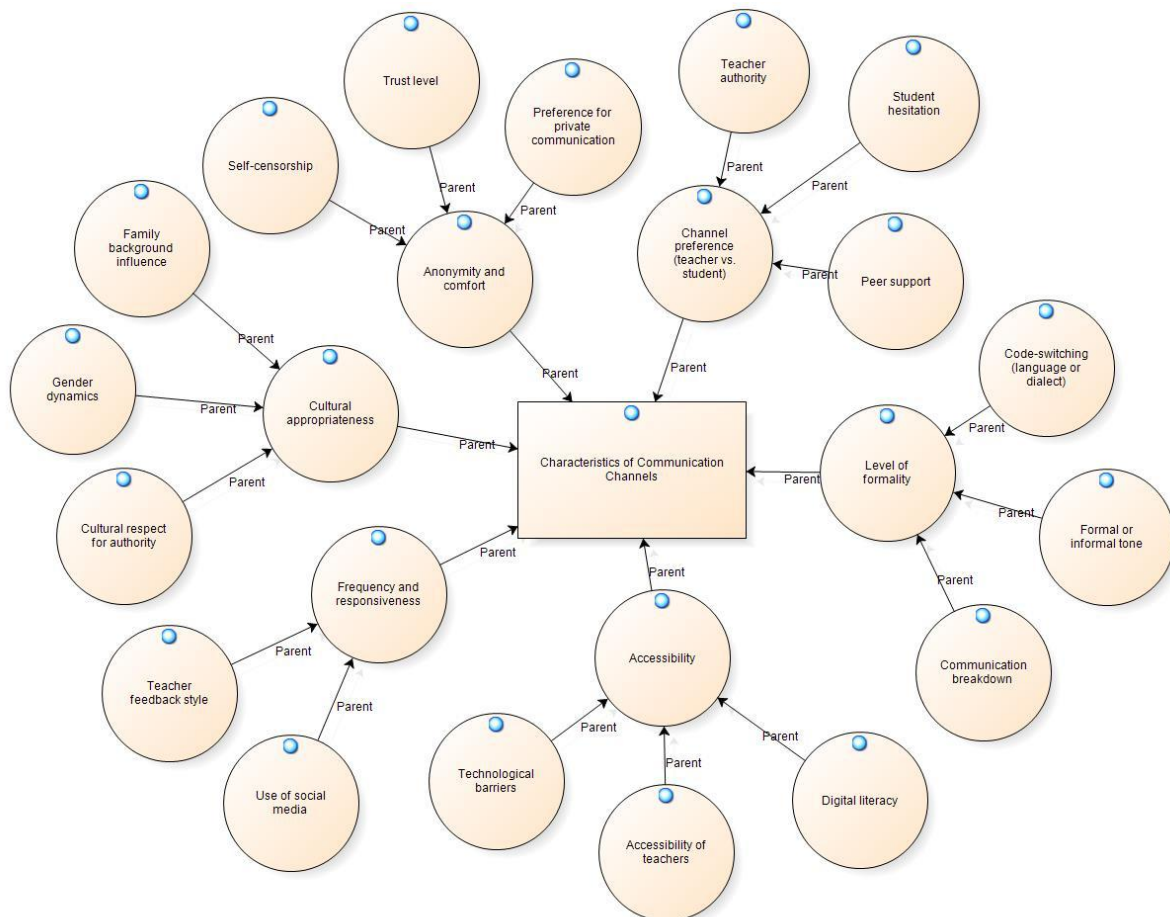 Trust level
Preference for
private
communication
Self-censorship
Parent
Parent
Parent
Anonymity and
comfort
Parent
Teacher
authority
Student
hesitation
Parent
Parent
Channel
preference
(teacher vs.
student)
Parent
Peer support
Parent
Family
background
influence
Parent
Gender
dynamics
Parent
Cultural
appropriateness
Parent
Cultural respect
for authority
Parent
Characteristics of Communication
Channels
Code-switching
(language or
dialect)
Parent
Level of
formality
Parent
Formal or
informal tone
Parent
Parent
Communication
breakdown
Frequency and
responsiveness
Parent
Teacher
feedback style
Parent
Use of social
media
Parent
Parent
Accessibility
Technological
barriers
Parent
Accessibility of
teachers
Parent
Digital literacy
Parent